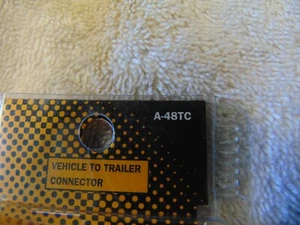 A-48TC
VEHICLE TO TRAILER
CONNECTOR